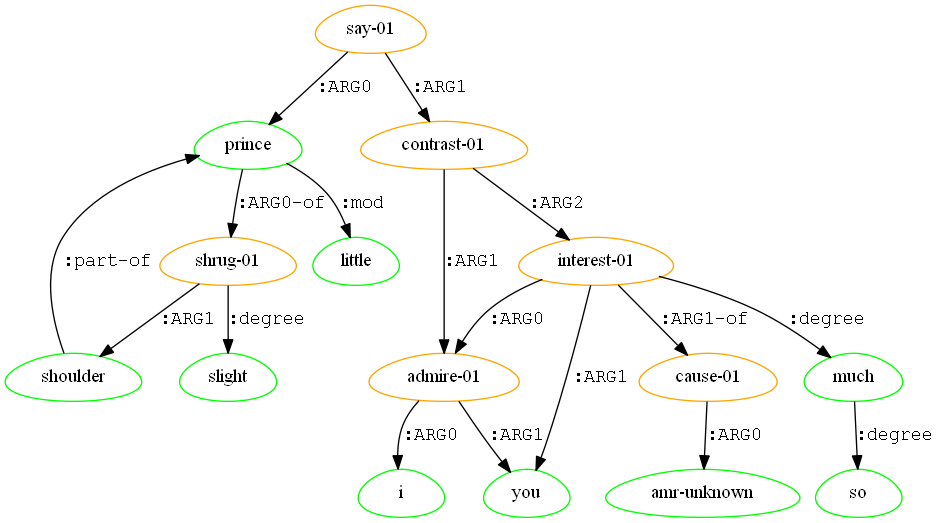 say-01
:ARG0 :ARG1
prince contrast-01
:ARG0-of :mod :ARG2
:part-of shrug-01 little :ARG1 interest-01
:ARG1 :degree :ARG0 :ARG1-of :degree
shoulder slight admire-01 :ARG1 cause-01 much
:ARG0 :ARG1 :ARG0 :degree
i you amr-unknown so